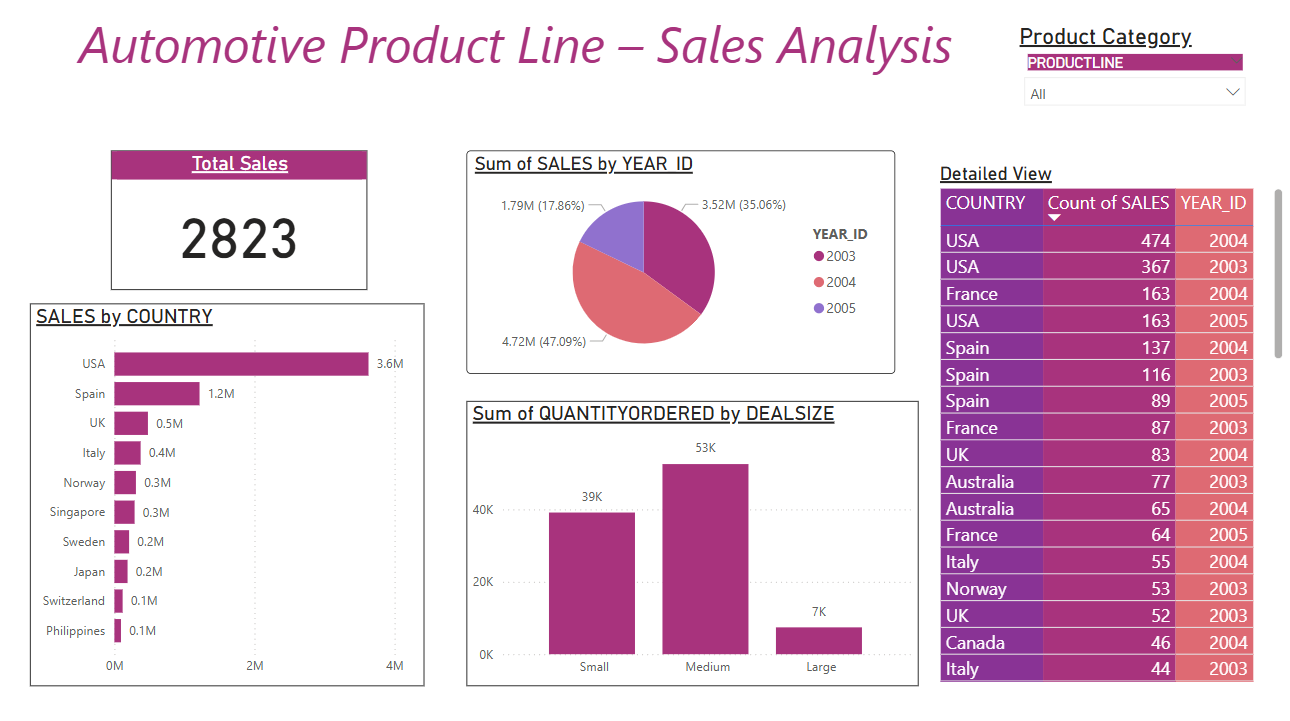 Automotive Product Line – Sales Analysis
Product Category
PRODUCTLINE
All
Total Sales
2823
SALES by COUNTRY
USA 3.6M
Spain 1.2M
UK 0.5M
Italy 0.4M
Norway 0.3M
Singapore 0.3M
Sweden 0.2M
Japan 0.2M
Switzerland 0.1M
Philippines 0.1M
0M 2M 4M
Sum of SALES by YEAR_ID
1.79M (17.86%)
3.52M (35.06%)
4.72M (47.09%)
YEAR_ID
2003
2004
2005
Sum of QUANTITYORDERED by DEALSIZE
53K
39K
40K
20K
7K
0K
Small Medium Large
Detailed View
COUNTRY Count of SALES YEAR_ID
USA 474 2004
USA 367 2003
France 163 2004
USA 163 2005
Spain 137 2004
Spain 116 2003
Spain 89 2005
France 87 2003
UK 83 2004
Australia 77 2003
Australia 65 2004
France 64 2005
Italy 55 2004
Norway 53 2003
UK 52 2003
Canada 46 2004
Italy 44 2003